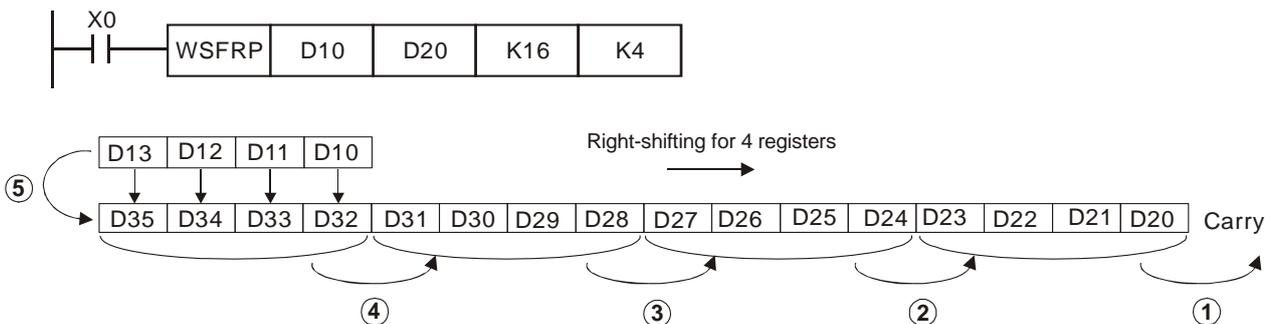 X0
WSFRP D10 D20 K16 K4
Right-shifting for 4 registers
D13 D12 D11 D10
5
D35 D34 D33 D32 D31 D30 D29 D28 D27 D26 D25 D24 D23 D22 D21 D20 Carry
4 3 2 1